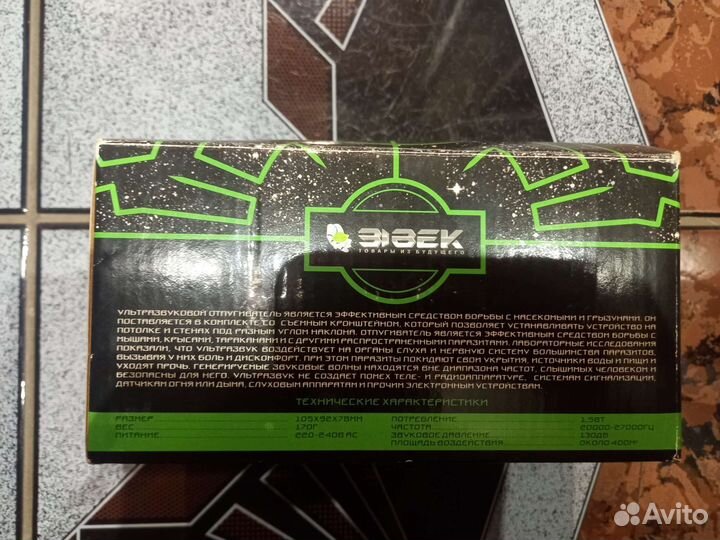 31 ВЕК
ТОВАРЫ ИЗ БУДУЩЕГО
УЛЬТРАЗВУКОВОЙ ОТПУГИВАТЕЛЬ ЯВЛЯЕТСЯ ЭФФЕКТИВНЫМ СРЕДСТВОМ БОРЬБЫ С НАСЕКОМЫМИ И ГРЫЗУНАМИ. ОН
ПОСТАВЛЯЕТСЯ В КОМПЛЕКТЕ СО СЪЕМНЫМ КРОНШТЕЙНОМ, КОТОРЫЙ ПОЗВОЛЯЕТ УСТАНАВЛИВАТЬ УСТРОЙСТВО НА
ПОТОЛКЕ И СТЕНАХ ПОД РАЗНЫМ УГЛОМ НАКЛОНА. ОТПУГИВАТЕЛЬ ЯВЛЯЕТСЯ ЭФФЕКТИВНЫМ СРЕДСТВОМ БОРЬБЫ С
МЫШАМИ, КРЫСАМИ, ТАРАКАНАМИ И С ДРУГИМИ РАСПРОСТРАНЕННЫМИ ПАРАЗИТАМИ. ЛАБОРАТОРНЫЕ ИССЛЕДОВАНИЯ
ПОКАЗАЛИ, ЧТО УЛЬТРАЗВУК ВОЗДЕЙСТВУЕТ НА ОРГАНЫ СЛУХА И НЕРВНУЮ СИСТЕМУ БОЛЬШИНСТВА ПАРАЗИТОВ,
ВЫЗЫВАЯ У НИХ БОЛЬ И ДИСКОМФОРТ. ПРИ ЭТОМ ПАРАЗИТЫ ПОКИДАЮТ СВОИ УКРЫТИЯ, ИСТОЧНИКИ ВОДЫ И ПИЩИ И
УХОДЯТ ПРОЧЬ. ГЕНЕРИРУЕМЫЕ ЗВУКОВЫЕ ВОЛНЫ НАХОДЯТСЯ ВНЕ ДИАПАЗОНА ЧАСТОТ, СЛЫШИМЫХ ЧЕЛОВЕКОМ И
БЕЗОПАСНЫ ДЛЯ НЕГО. УЛЬТРАЗВУК НЕ СОЗДАЕТ ПОМЕХ ТЕЛЕ- И РАДИОАППАРАТУРЕ, СИСТЕМАМ СИГНАЛИЗАЦИИ,
ДАТЧИКАМ ОГНЯ ИЛИ ДЫМА, СЛУХОВЫМ АППАРАТАМ И ПРОЧИМ ЭЛЕКТРОННЫМ УСТРОЙСТВАМ.
ТЕХНИЧЕСКИЕ ХАРАКТЕРИСТИКИ
РАЗМЕР 105X92X78ММ ПОТРЕБЛЕНИЕ 1,5ВТ
ВЕС 170Г ЧАСТОТА 20000-27000ГЦ
ПИТАНИЕ 220-240В АС ЗВУКОВОЕ ДАВЛЕНИЕ 130ДБ
ПЛОЩАДЬ ВОЗДЕЙСТВИЯ ОКОЛО 400М²
Avito